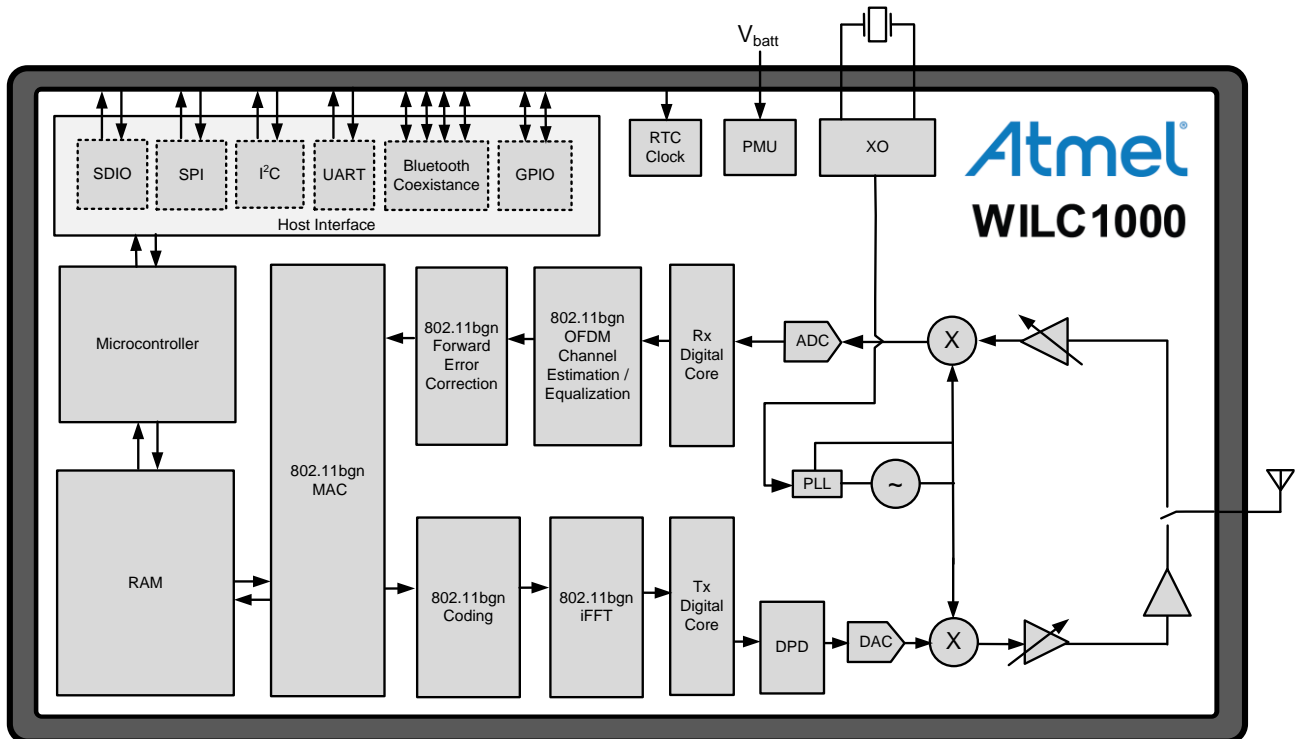 V_batt
SDIO
SPI
I²C
UART
Bluetooth
Coexistance
GPIO
Host Interface
RTC
Clock
PMU
XO
Atmel®
WILC1000
Microcontroller
802.11bgn
MAC
802.11bgn
Forward
Error
Correction
802.11bgn
OFDM
Channel
Estimation /
Equalization
Rx
Digital
Core
ADC
X
PLL
~
RAM
802.11bgn
Coding
802.11bgn
iFFT
Tx
Digital
Core
DPD
DAC
X